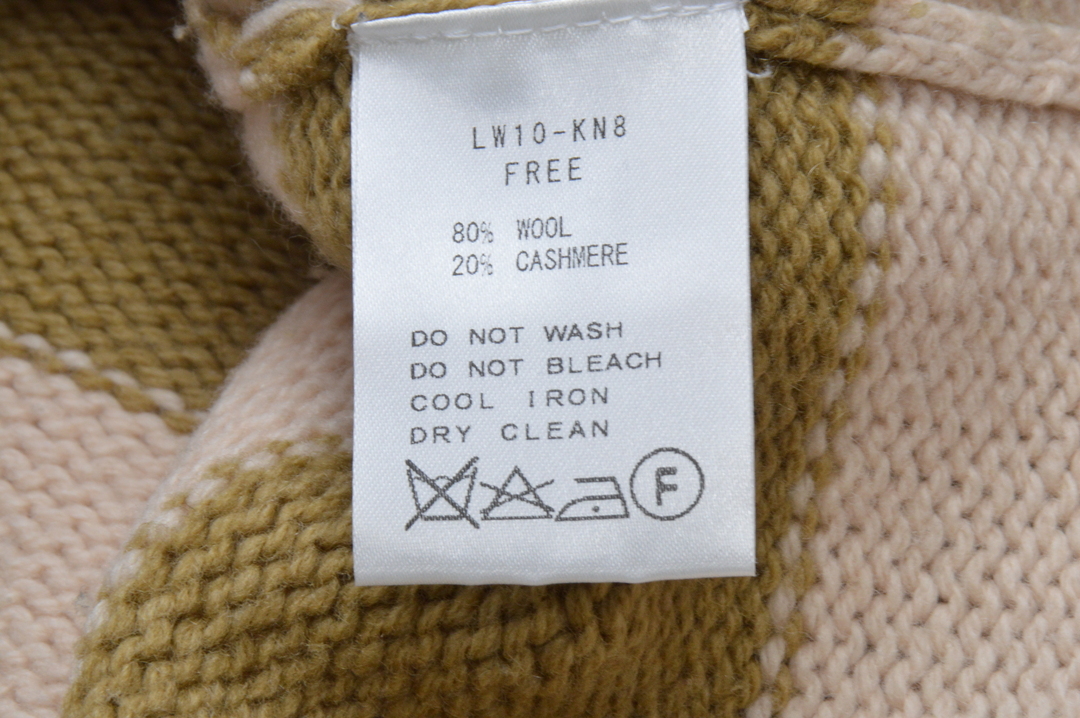 LW10-KN8
FREE
80% WOOL
20% CASHMERE
DO NOT WASH
DO NOT BLEACH
COOL IRON
DRY CLEAN
F